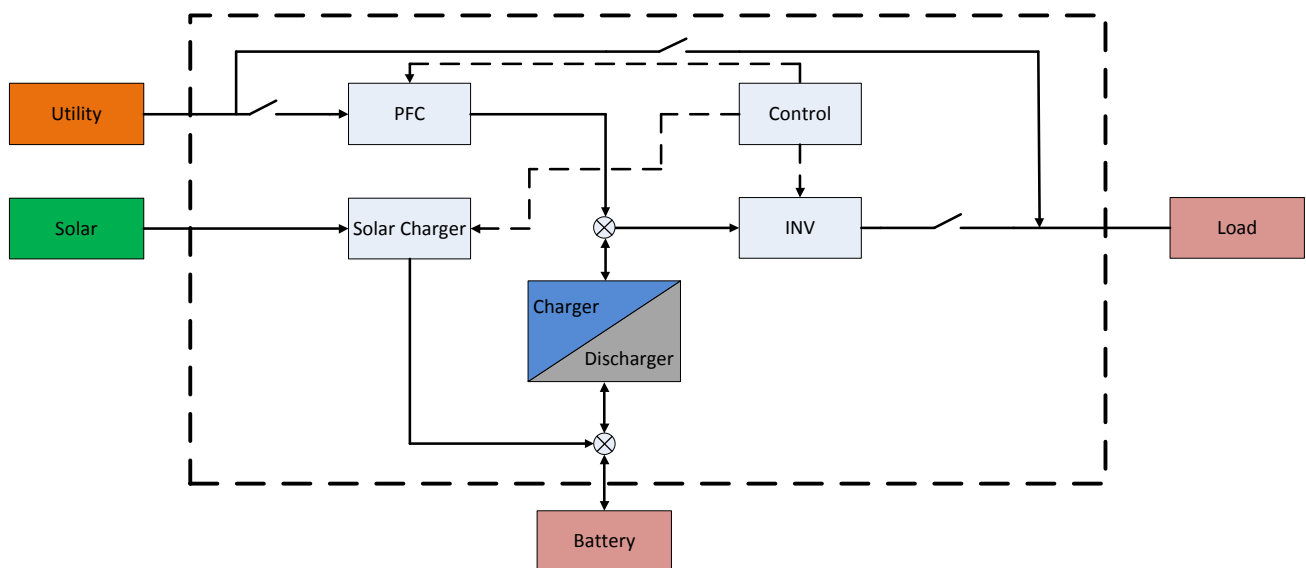 Utility
PFC
Control
Solar
Solar Charger
INV
Load
Charger
Discharger
Battery